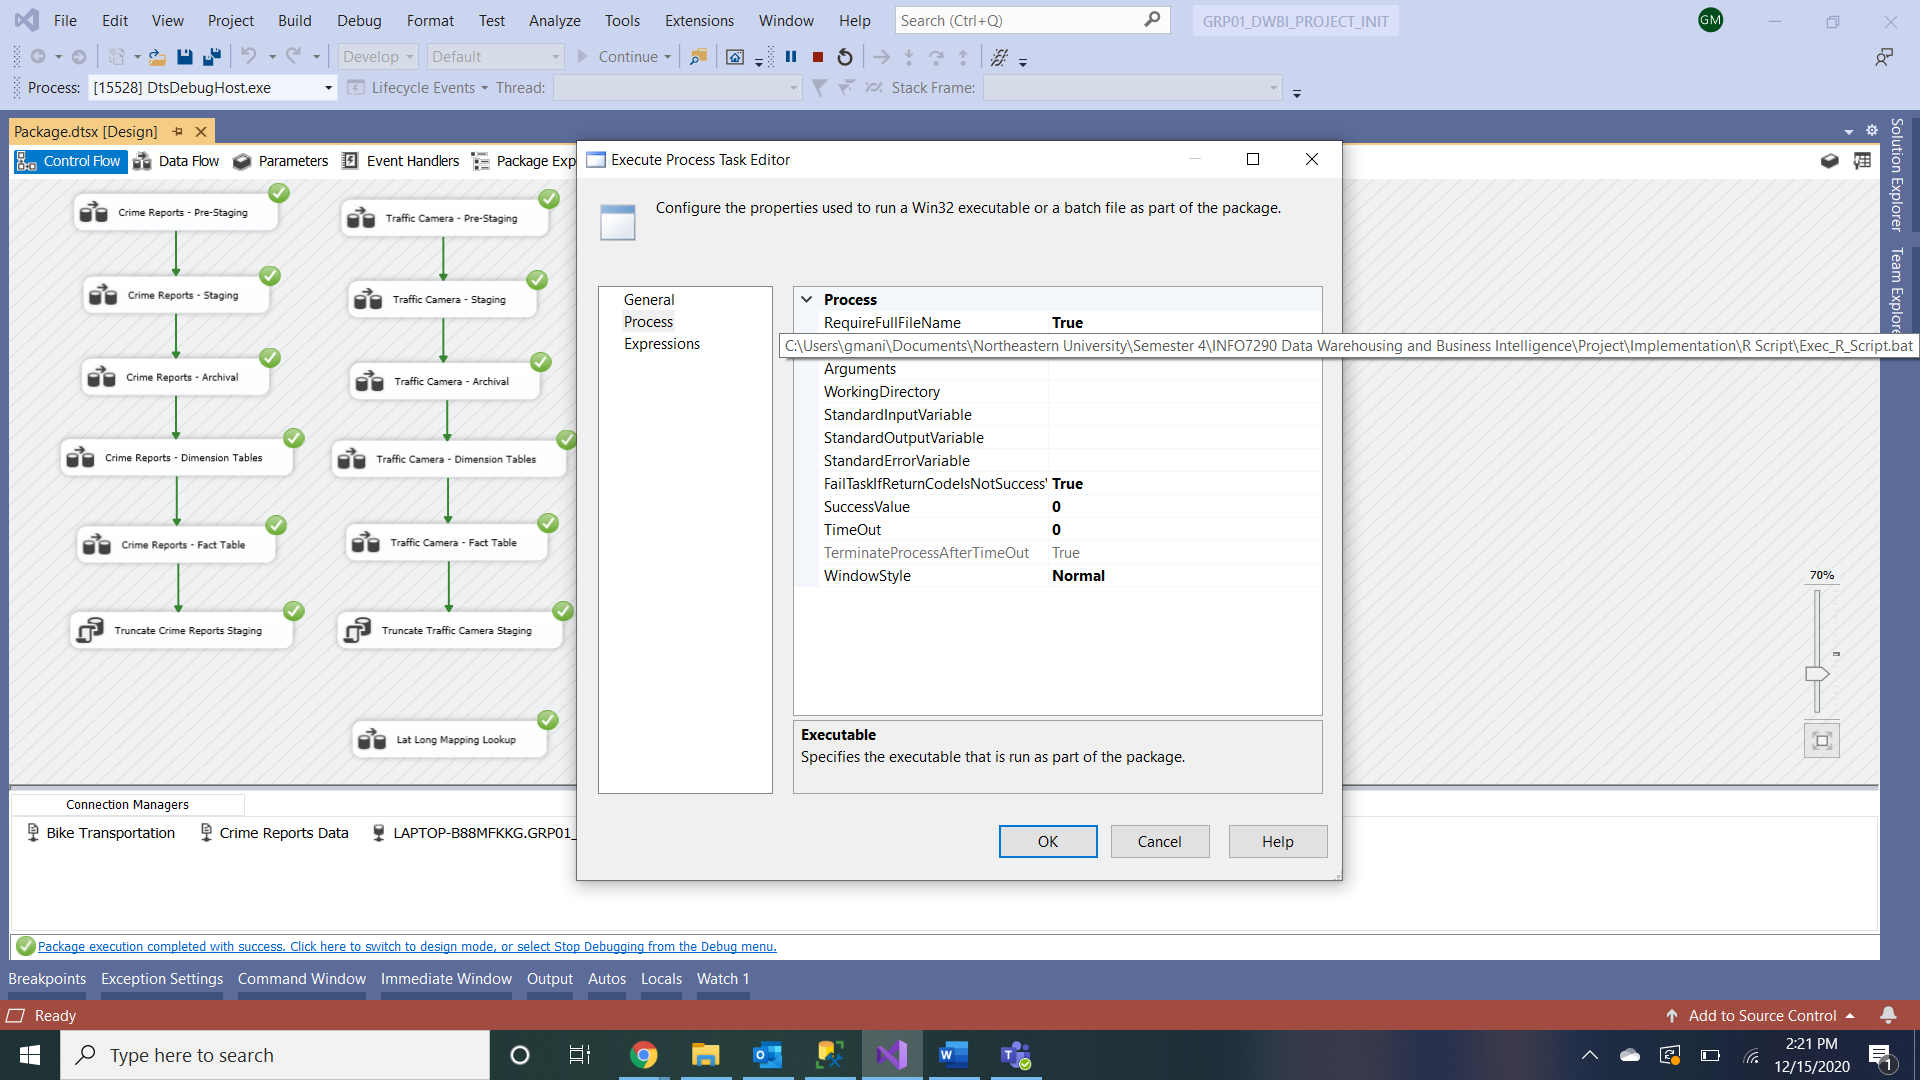 File Edit View Project Build Debug Format Test Analyze Tools Extensions Window Help Search (Ctrl+Q) GRP01_DWBI_PROJECT_INIT GM
Develop Default Continue
Process: [15528] DtsDebugHost.exe Lifecycle Events Thread: Stack Frame:
Package.dtsx [Design]
Control Flow Data Flow Parameters Event Handlers Package Exp
Solution Explorer
Team Explore
Crime Reports - Pre-Staging
Crime Reports - Staging
Crime Reports - Archival
Crime Reports - Dimension Tables
Crime Reports - Fact Table
Truncate Crime Reports Staging
Traffic Camera - Pre-Staging
Traffic Camera - Staging
Traffic Camera - Archival
Traffic Camera - Dimension Tables
Traffic Camera - Fact Table
Truncate Traffic Camera Staging
Lat Long Mapping Lookup
Execute Process Task Editor
Configure the properties used to run a Win32 executable or a batch file as part of the package.
General
Process
Expressions
Process
RequireFullFileName True
C:\Users\gmani\Documents\Northeastern University\Semester 4\INFO7290 Data Warehousing and Business Intelligence\Project\Implementation\R Script\Exec_R_Script.bat
Arguments
WorkingDirectory
StandardInputVariable
StandardOutputVariable
StandardErrorVariable
FailTaskIfReturnCodeIsNotSuccess' True
SuccessValue 0
TimeOut 0
TerminateProcessAfterTimeOut True
WindowStyle Normal
Executable
Specifies the executable that is run as part of the package.
OK Cancel Help
70%
Connection Managers
Bike Transportation Crime Reports Data LAPTOP-B88MFKKG.GRP01_
Package execution completed with success. Click here to switch to design mode, or select Stop Debugging from the Debug menu.
Breakpoints Exception Settings Command Window Immediate Window Output Autos Locals Watch 1
Ready Add to Source Control
Type here to search
2:21 PM
12/15/2020
1